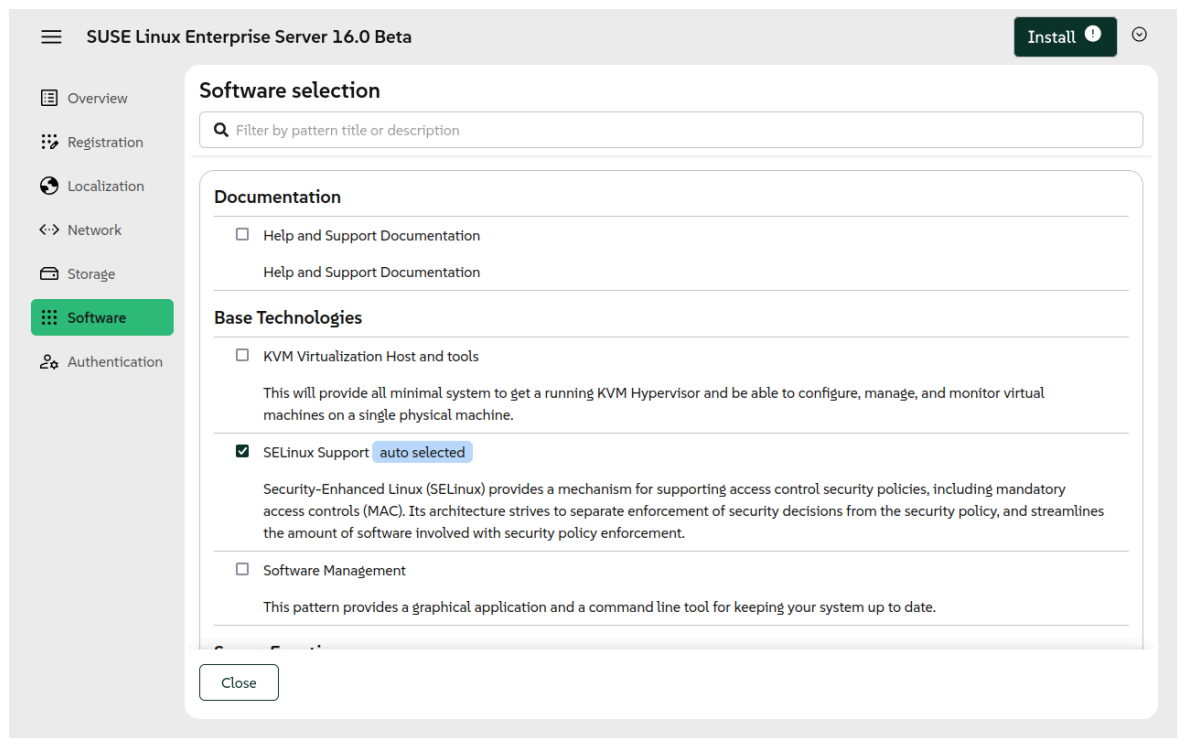 SUSE Linux Enterprise Server 16.0 Beta
Install
Overview
Registration
Localization
Network
Storage
Software
Authentication
Software selection
Filter by pattern title or description
Documentation
Help and Support Documentation
Help and Support Documentation
Base Technologies
KVM Virtualization Host and tools
This will provide all minimal system to get a running KVM Hypervisor and be able to configure, manage, and monitor virtual
machines on a single physical machine.
SELinux Support auto selected
Security-Enhanced Linux (SELinux) provides a mechanism for supporting access control security policies, including mandatory
access controls (MAC). Its architecture strives to separate enforcement of security decisions from the security policy, and streamlines
the amount of software involved with security policy enforcement.
Software Management
This pattern provides a graphical application and a command line tool for keeping your system up to date.
Close